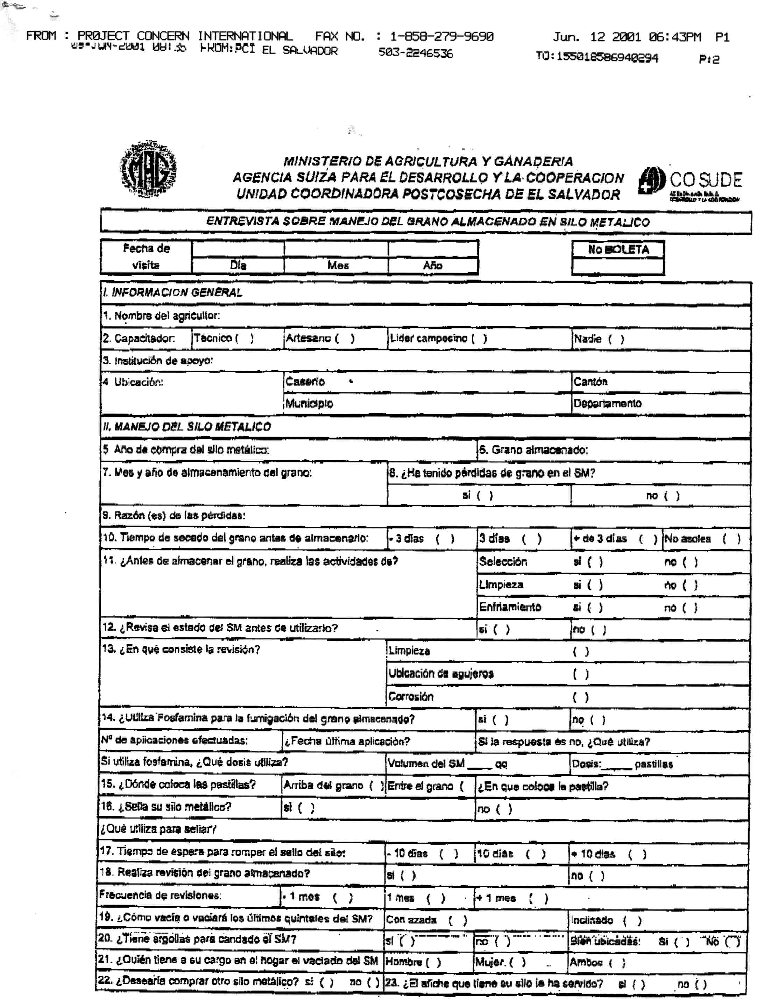 FROM : PROJECT CONCERN INTERNATIONAL FAX NO. : 1-858-279-9690 Jun. 12 2001 06:43PM P1
FROM:PCI EL SALVADOR 503-2246536 TO:155018586940294 P:2
MAG
MINISTERIO DE AGRICULTURA Y GANADERIA
AGENCIA SUIZA PARA EL DESARROLLO Y LA COOPERACION
UNIDAD COORDINADORA POSTCOSECHA DE EL SALVADOR
COSUDE
ENTREVISTA SOBRE MANEJO DEL GRANO ALMACENADO EN SILO METALICO
Fecha de visita
Día Mes Año
No BOLETA
I. INFORMACION GENERAL
1. Nombre del agricultor:
2. Capacitador: Técnico ( ) Artesano ( ) Lider campesino ( ) Nadie ( )
3. Institución de apoyo:
4 Ubicación: Caserío Cantón
Municipio Departamento
II. MANEJO DEL SILO METALICO
5 Año de compra del silo metálico: 6. Grano almacenado:
7. Mes y año de almacenamiento del grano: 8. ¿Ha tenido pérdidas de grano en el SM?
si ( ) no ( )
9. Razón (es) de las pérdidas:
10. Tiempo de secado del grano antes de almacenarlo: - 3 días ( ) 3 días ( ) + de 3 días ( ) No asolea ( )
11. ¿Antes de almacenar el grano, realiza las actividades de? Selección si ( ) no ( )
Limpieza si ( ) no ( )
Enfriamiento si ( ) no ( )
12. ¿Revisa el estado del SM antes de utilizarlo? si ( ) no ( )
13. ¿En qué consiste la revisión? Limpieza ( )
Ubicación de agujeros ( )
Corrosión ( )
14. ¿Utiliza Fosfamina para la fumigación del grano almacenado? si ( ) no ( )
Nº de aplicaciones efectuadas: ¿Fecha última aplicación? Si la respuesta es no, ¿Qué utiliza?
Si utiliza fosfamina, ¿Qué dosis utiliza? Volumen del SM ____ qq Dosis:_____ pastillas
15. ¿Dónde coloca las pastillas? Arriba del grano ( ) Entre el grano ( ¿En que coloca la pastilla?
16. ¿Sella su silo metálico? si ( ) no ( )
¿Qué utiliza para sellar?
17. Tiempo de espera para romper el sello del silo: - 10 días ( ) 10 días ( ) + 10 dias ( )
18. Realiza revisión del grano almacenado? si ( ) no ( )
Frecuencia de revisiones: - 1 mes ( ) 1 mes ( ) + 1 mes ( )
19. ¿Cómo vacía o vaciará los últimos quintales del SM? Con azada ( ) Inclinado ( )
20. ¿Tiene argollas para candado el SM? si ( ) no ( ) Bien ubicadas: Si ( ) No ( )
21. ¿Quién tiene a su cargo en el hogar el vaciado del SM Hombre ( ) Mujer. ( ) Ambos ( )
22. ¿Desearía comprar otro silo metálico? si ( ) no ( ) 23. ¿El afiche que tiene su silo le ha servido? si ( ) no ( )